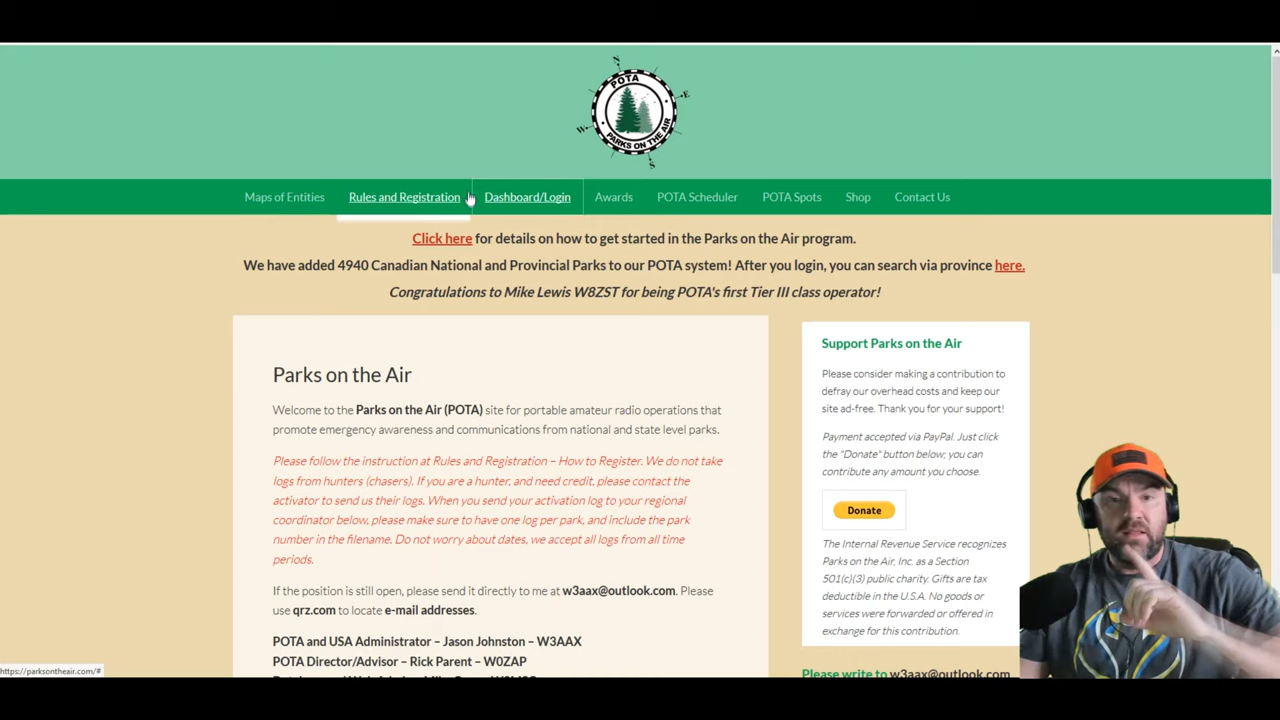 N
POTA
E
W
PARKS ON THE AIR
S
Maps of Entities Rules and Registration Dashboard/Login Awards POTA Scheduler POTA Spots Shop Contact Us
Click here for details on how to get started in the Parks on the Air program.
We have added 4940 Canadian National and Provincial Parks to our POTA system! After you login, you can search via province here.
Congratulations to Mike Lewis W8ZST for being POTA's first Tier III class operator!
Parks on the Air
Welcome to the Parks on the Air (POTA) site for portable amateur radio operations that
promote emergency awareness and communications from national and state level parks.
Please follow the instruction at Rules and Registration – How to Register. We do not take
logs from hunters (chasers). If you are a hunter, and need credit, please contact the
activator to send us their logs. When you send your activation log to your regional
coordinator below, please make sure to have one log per park, and include the park
number in the filename. Do not worry about dates, we accept all logs from all time
periods.
If the position is still open, please send it directly to me at w3aax@outlook.com. Please
use qrz.com to locate e-mail addresses.
POTA and USA Administrator – Jason Johnston – W3AAX
POTA Director/Advisor – Rick Parent – W0ZAP
Support Parks on the Air
Please consider making a contribution to
defray our overhead costs and keep our
site ad-free. Thank you for your support!
Payment accepted via PayPal. Just click
the "Donate" button below; you can
contribute any amount you choose.
Donate
The Internal Revenue Service recognizes
Parks on the Air, Inc. as a Section
501(c)(3) public charity. Gifts are tax
deductible in the U.S.A. No goods or
services were forwarded or offered in
exchange for this contribution.
Please write to w3aax@outlook.com
https://parksontheair.com/#